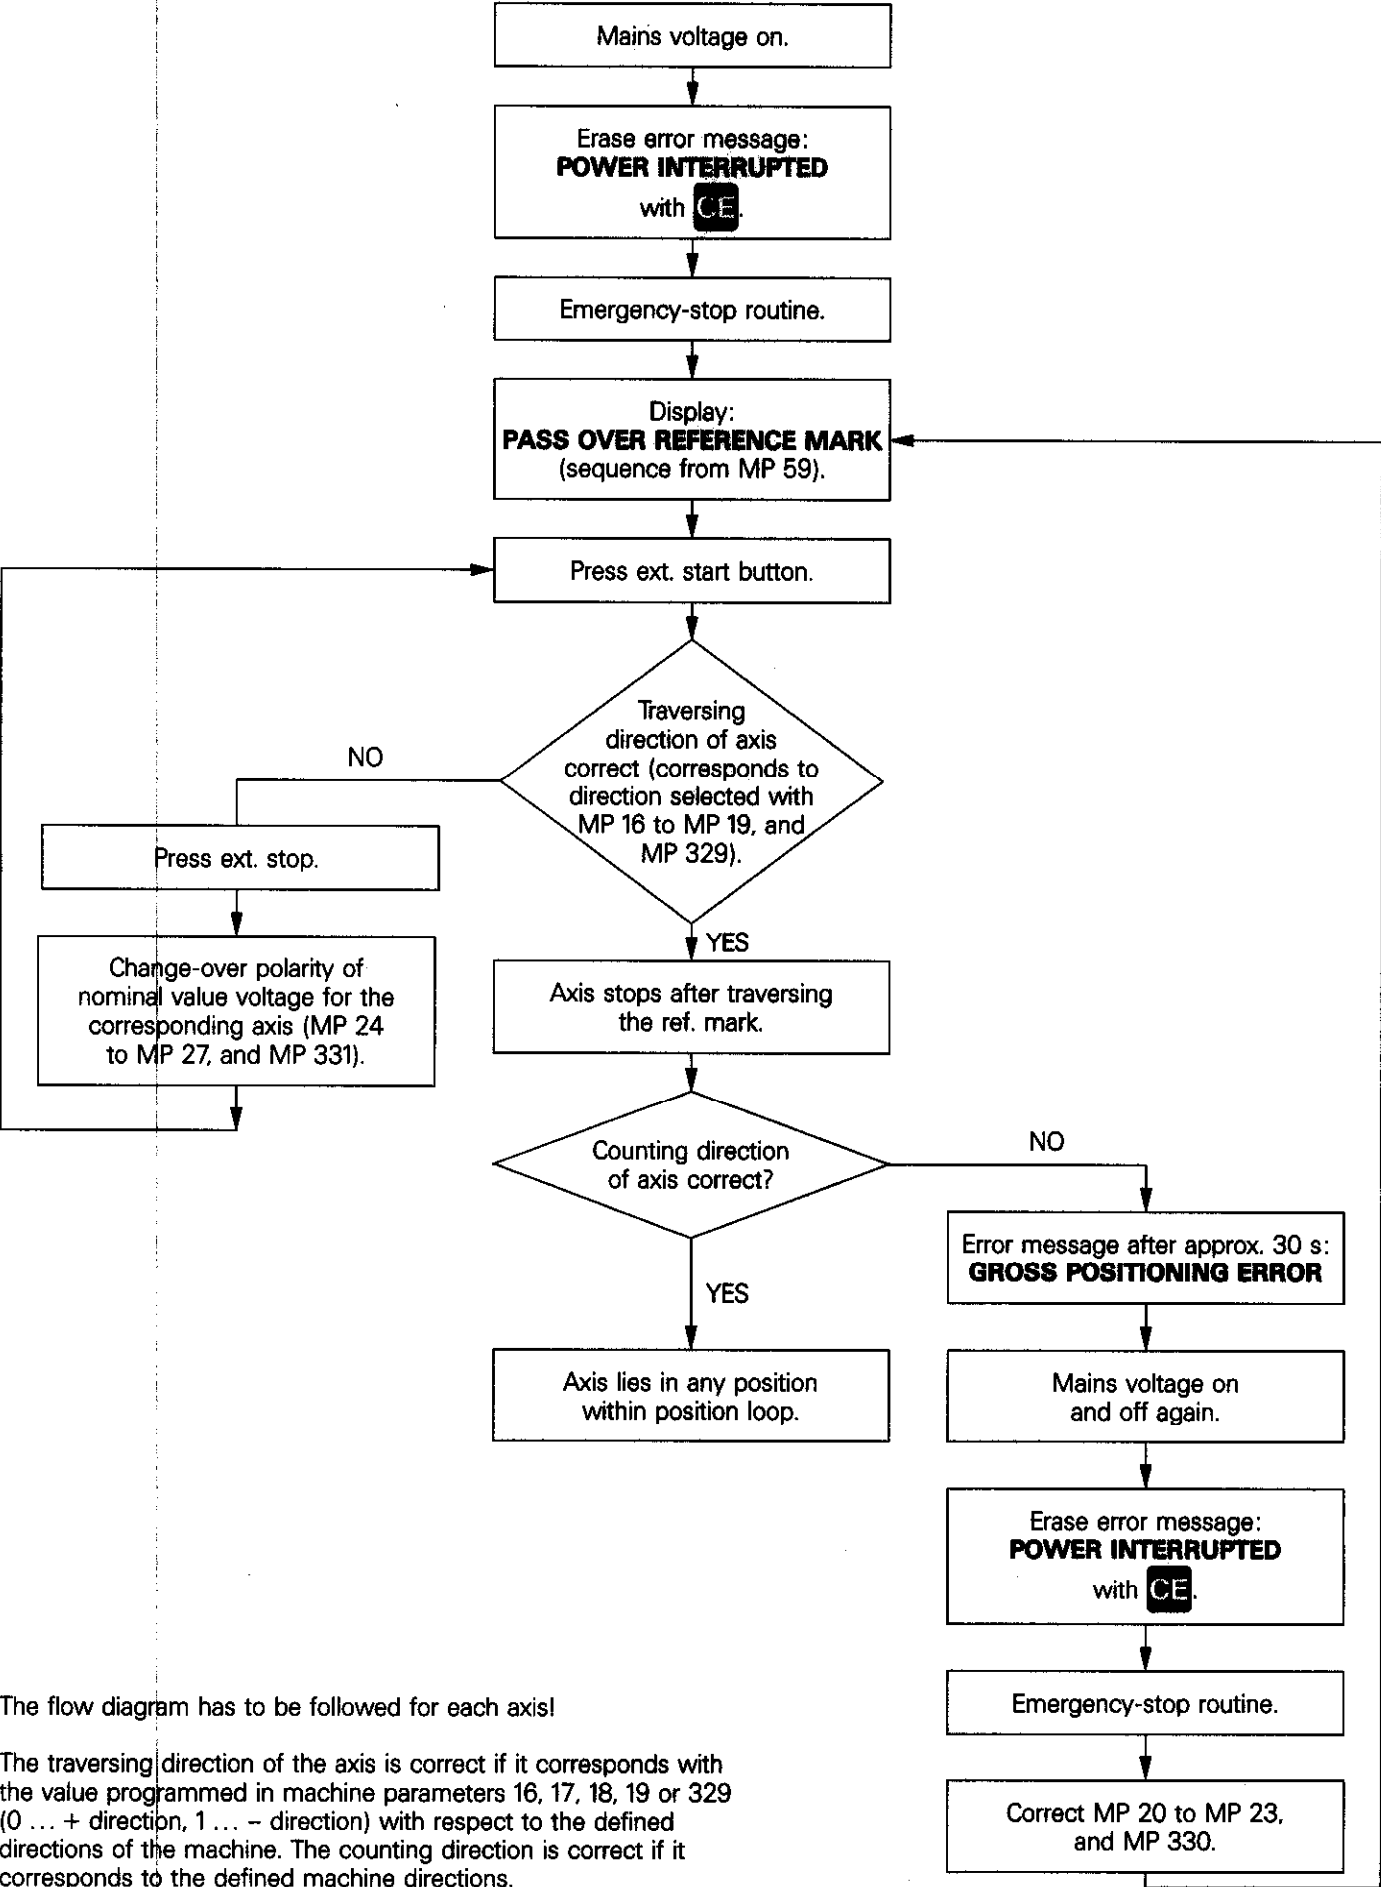 Mains voltage on.
Erase error message:
POWER INTERRUPTED
with CE.
Emergency-stop routine.
Display:
PASS OVER REFERENCE MARK
(sequence from MP 59).
Press ext. start button.
Traversing
direction of axis
correct (corresponds to
direction selected with
MP 16 to MP 19, and
MP 329).
NO
Press ext. stop.
Change-over polarity of
nominal value voltage for the
corresponding axis (MP 24
to MP 27, and MP 331).
YES
Axis stops after traversing
the ref. mark.
Counting direction
of axis correct?
NO
YES
Axis lies in any position
within position loop.
Error message after approx. 30 s:
GROSS POSITIONING ERROR
Mains voltage on
and off again.
Erase error message:
POWER INTERRUPTED
with CE.
Emergency-stop routine.
Correct MP 20 to MP 23,
and MP 330.
The flow diagram has to be followed for each axis!
The traversing direction of the axis is correct if it corresponds with
the value programmed in machine parameters 16, 17, 18, 19 or 329
(0 ... + direction, 1 ... – direction) with respect to the defined
directions of the machine. The counting direction is correct if it
corresponds to the defined machine directions.